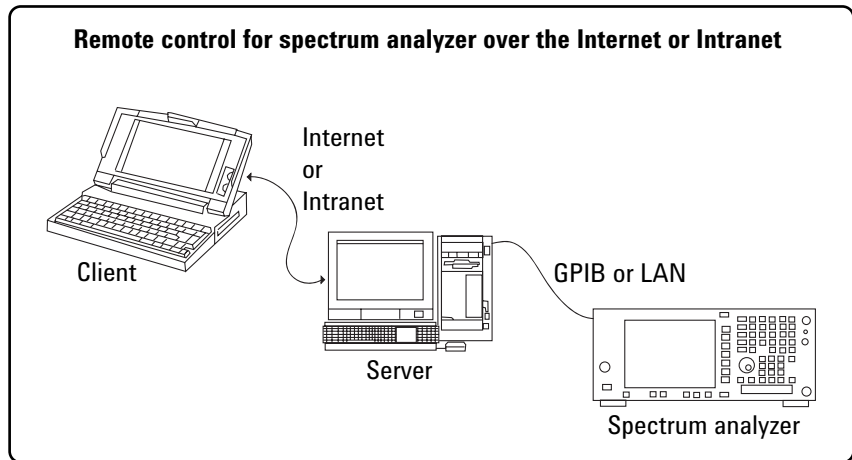 Remote control for spectrum analyzer over the Internet or Intranet
Internet
or
Intranet
Client
GPIB or LAN
Server
Spectrum analyzer